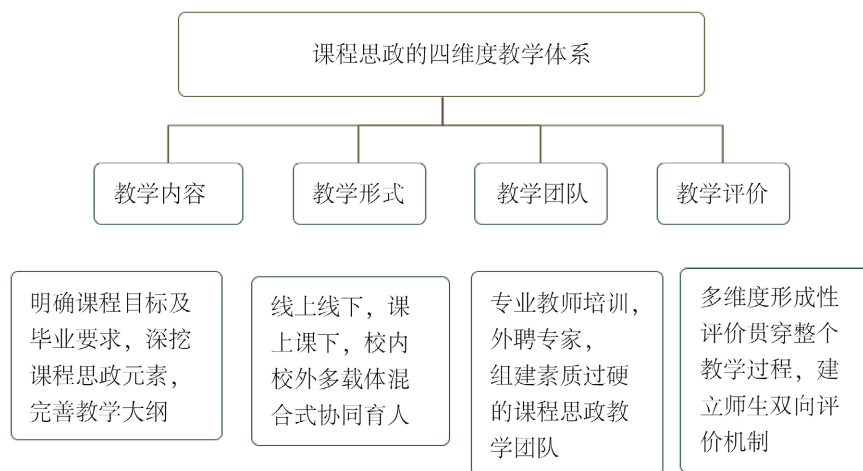 课程思政的四维度教学体系
教学内容
教学形式
教学团队
教学评价
明确课程目标及
毕业要求，深挖
课程思政元素，
完善教学大纲
线上线下，课
上课下，校内
校外多载体混
合式协同育人
专业教师培训，
外聘专家，
组建素质过硬
的课程思政教
学团队
多维度形成性
评价贯穿整个
教学过程，建
立师生双向评
价机制